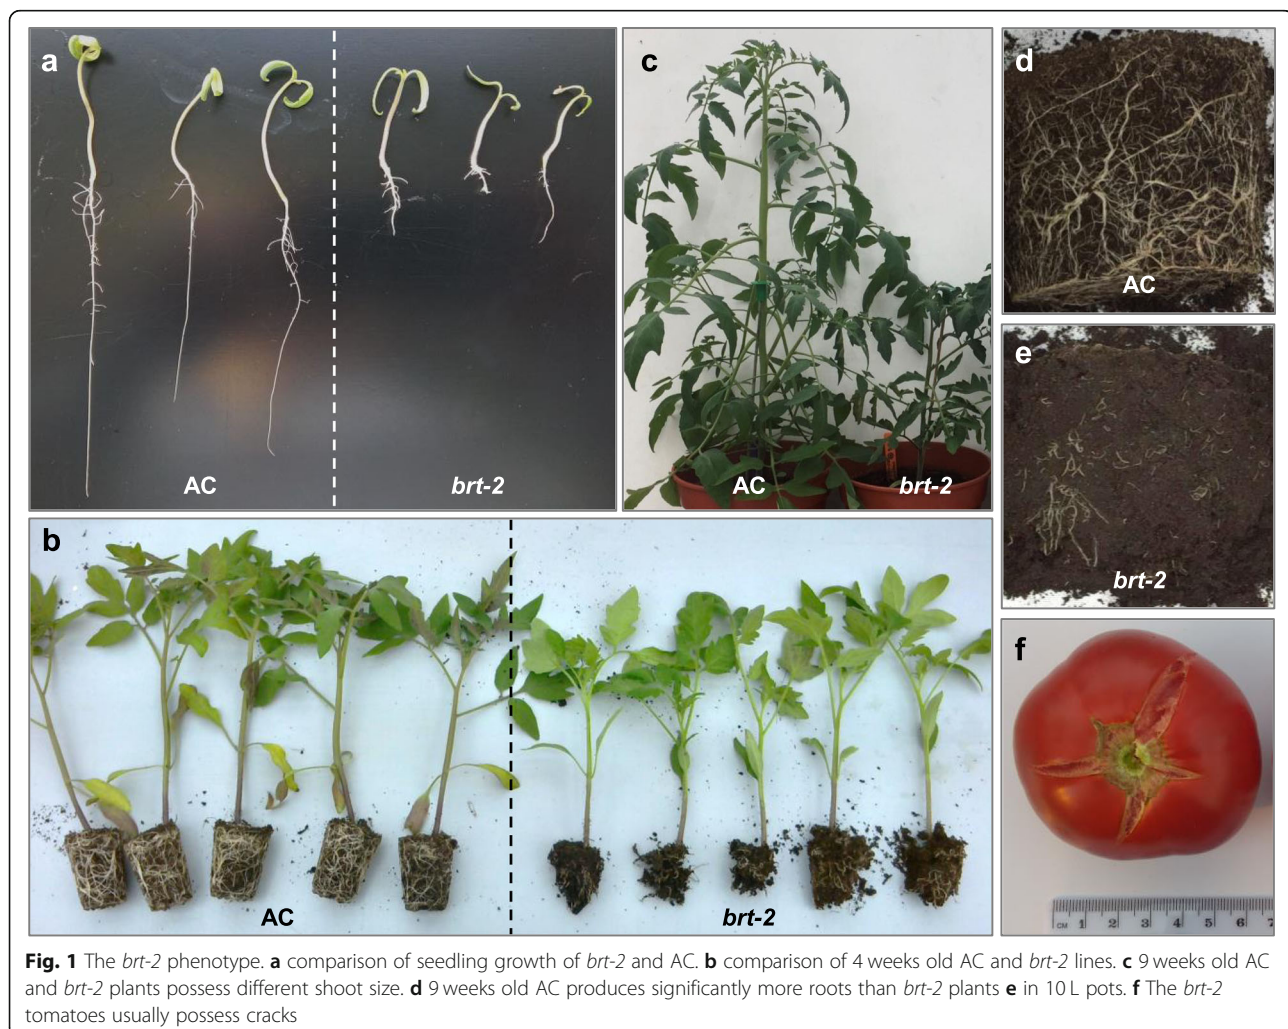 a
AC
brt-2
c
AC
brt-2
d
AC
e
brt-2
b
AC
brt-2
f
CM 1 2 3 4 5 6 7
Fig. 1 The brt-2 phenotype. a comparison of seedling growth of brt-2 and AC. b comparison of 4 weeks old AC and brt-2 lines. c 9 weeks old AC
and brt-2 plants possess different shoot size. d 9 weeks old AC produces significantly more roots than brt-2 plants e in 10 L pots. f The brt-2
tomatoes usually possess cracks